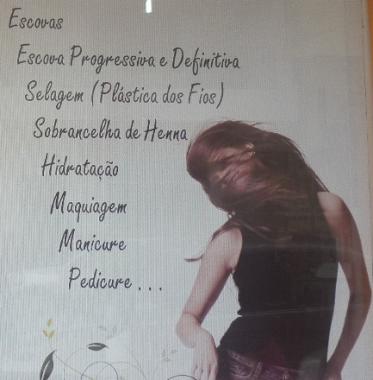 Escovas
Escova Progressiva e Definitiva
Selagem (Plástica dos Fios)
Sobrancelha de Henna
Hidratação
Maquiagem
Manicure
Pedicure ...